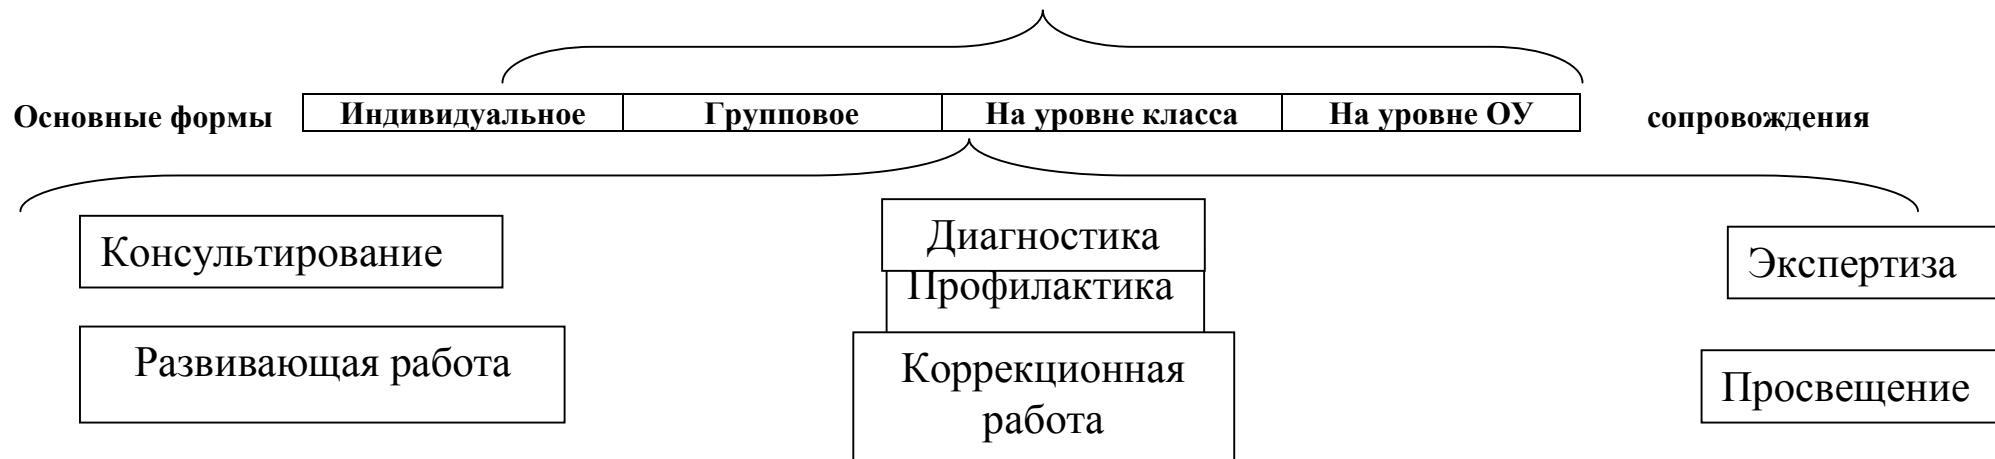 Основные формы Индивидуальное Групповое На уровне класса На уровне ОУ сопровождения
Консультирование
Диагностика
Экспертиза
Профилактика
Развивающая работа
Коррекционная
работа
Просвещение